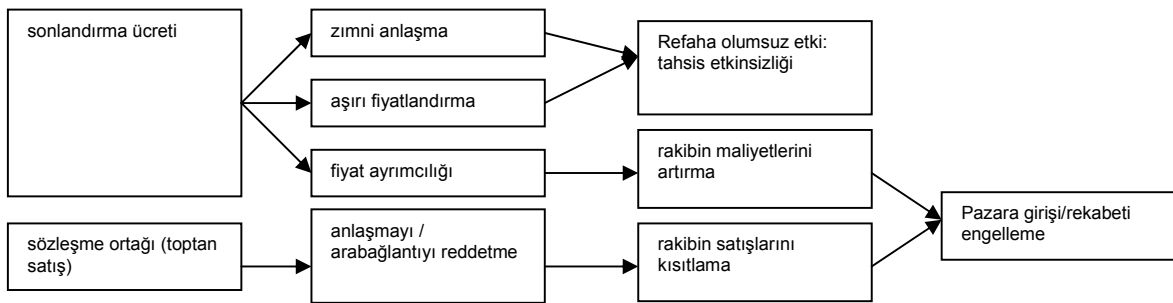 sonlandırma ücreti
zımni anlaşma
Refaha olumsuz etki:
tahsis etkinsizliği
aşırı fiyatlandırma
fiyat ayrımcılığı
rakibin maliyetlerini
artırma
Pazara girişi/rekabeti
engelleme
sözleşme ortağı (toptan
satış)
anlaşmayı /
arabağlantıyı reddetme
rakibin satışlarını
kısıtlama